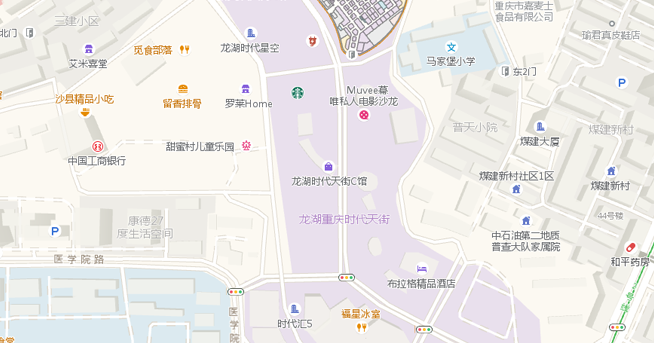 重庆市嘉麦士
食品有限公司
三建小区
北门
龙湖时代星空
觅食部落
艾米喜堂
马家堡小学
瑜君真皮鞋店
东2门
P
沙县精品小吃
留香排骨
罗莱Home
Muvee幕
唯私人电影沙龙
普天小院
煤建新村
煤建大厦
中国工商银行
甜蜜村儿童乐园
龙湖时代天街C馆
煤建新村社区1区
煤建新村
44号楼
康德27
度生活空间
P
龙湖重庆时代天街
中石油第二地质
普查大队家属院
和平药房
医学院路
布拉格精品酒店
医学院
时代汇5
福星冰室